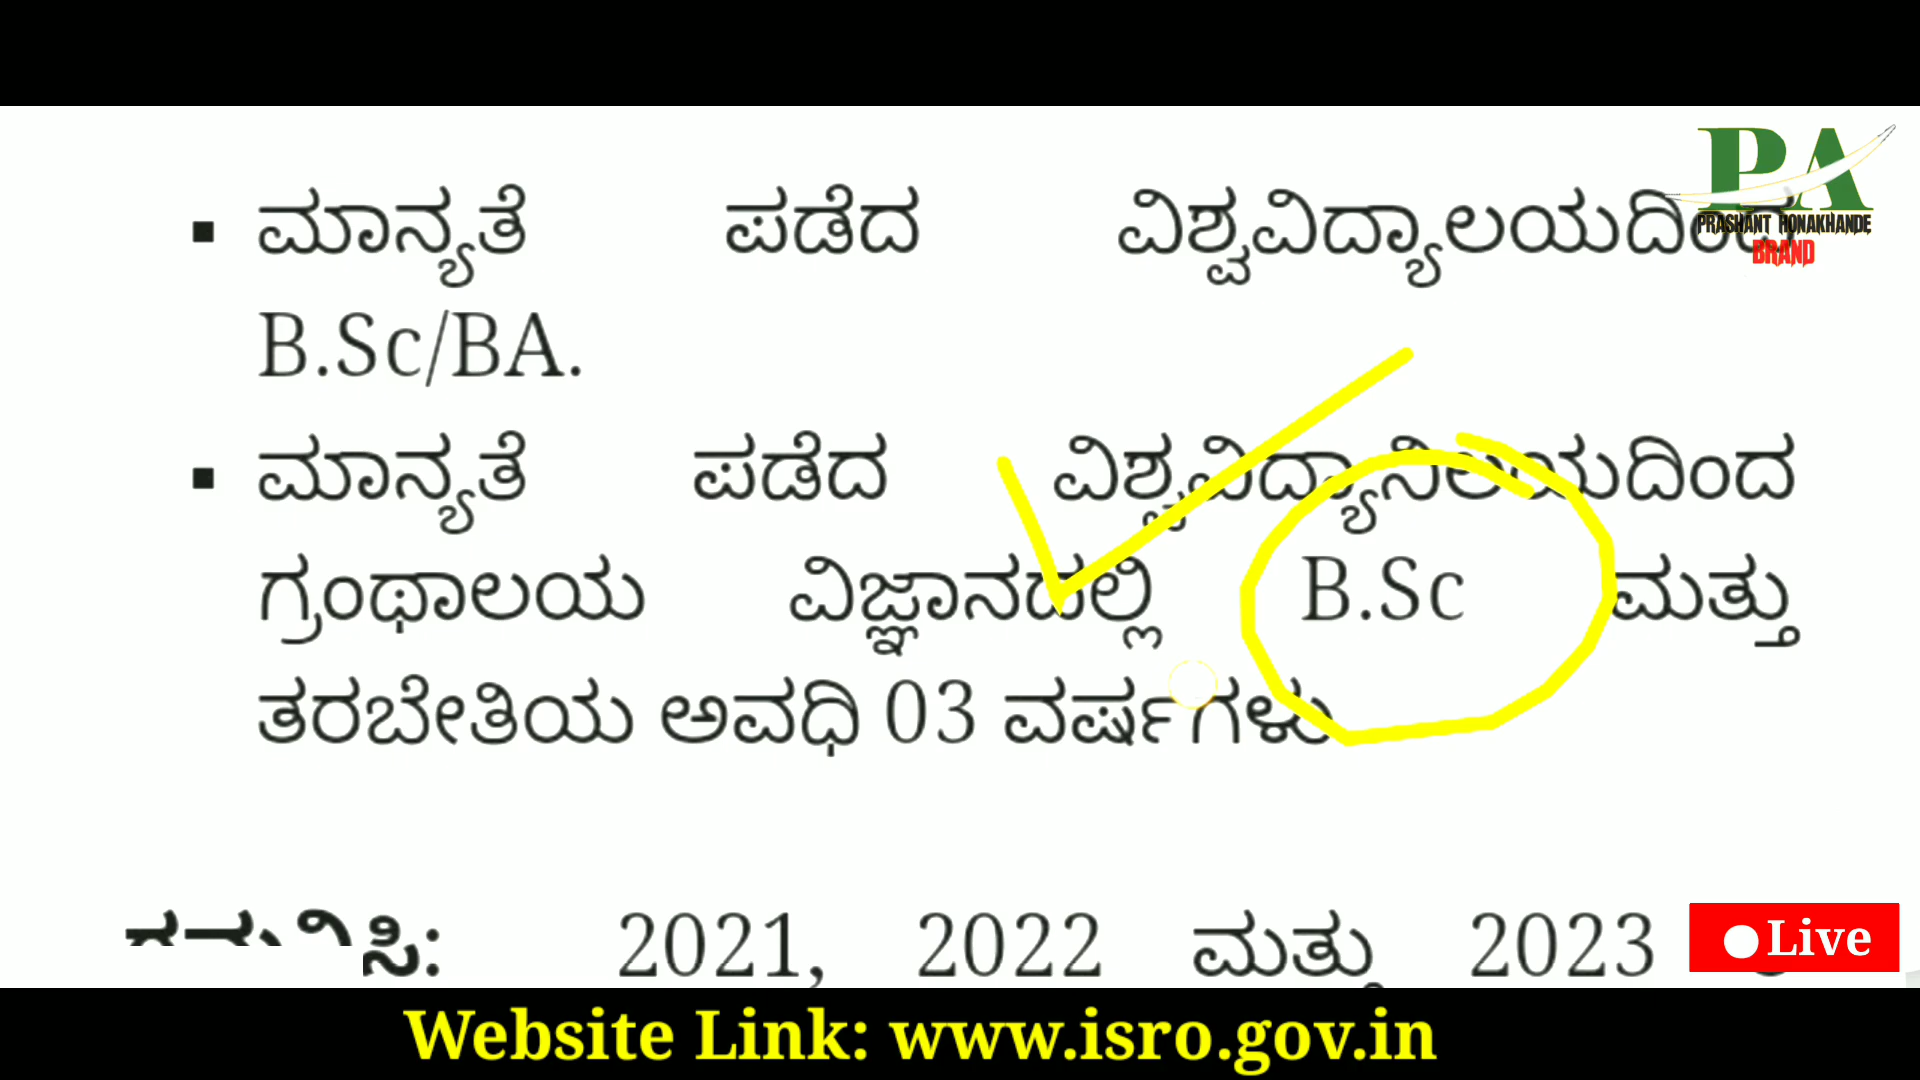 ಮಾನ್ಯತೆ ಪಡೆದ ವಿಶ್ವವಿದ್ಯಾಲಯದಿಂದ
PA
PRASHANT HONAKHANDE
BRAND
B.Sc/BA.
ಮಾನ್ಯತೆ ಪಡೆದ ವಿಶ್ವವಿದ್ಯಾನಿಲಯದಿಂದ
ಗ್ರಂಥಾಲಯ ವಿಜ್ಞಾನದಲ್ಲಿ B.Sc ಮತ್ತು
ತರಬೇತಿಯ ಅವಧಿ 03 ವರ್ಷಗಳು
2021, 2022 ಮತ್ತು 2023
Live
Website Link: www.isro.gov.in